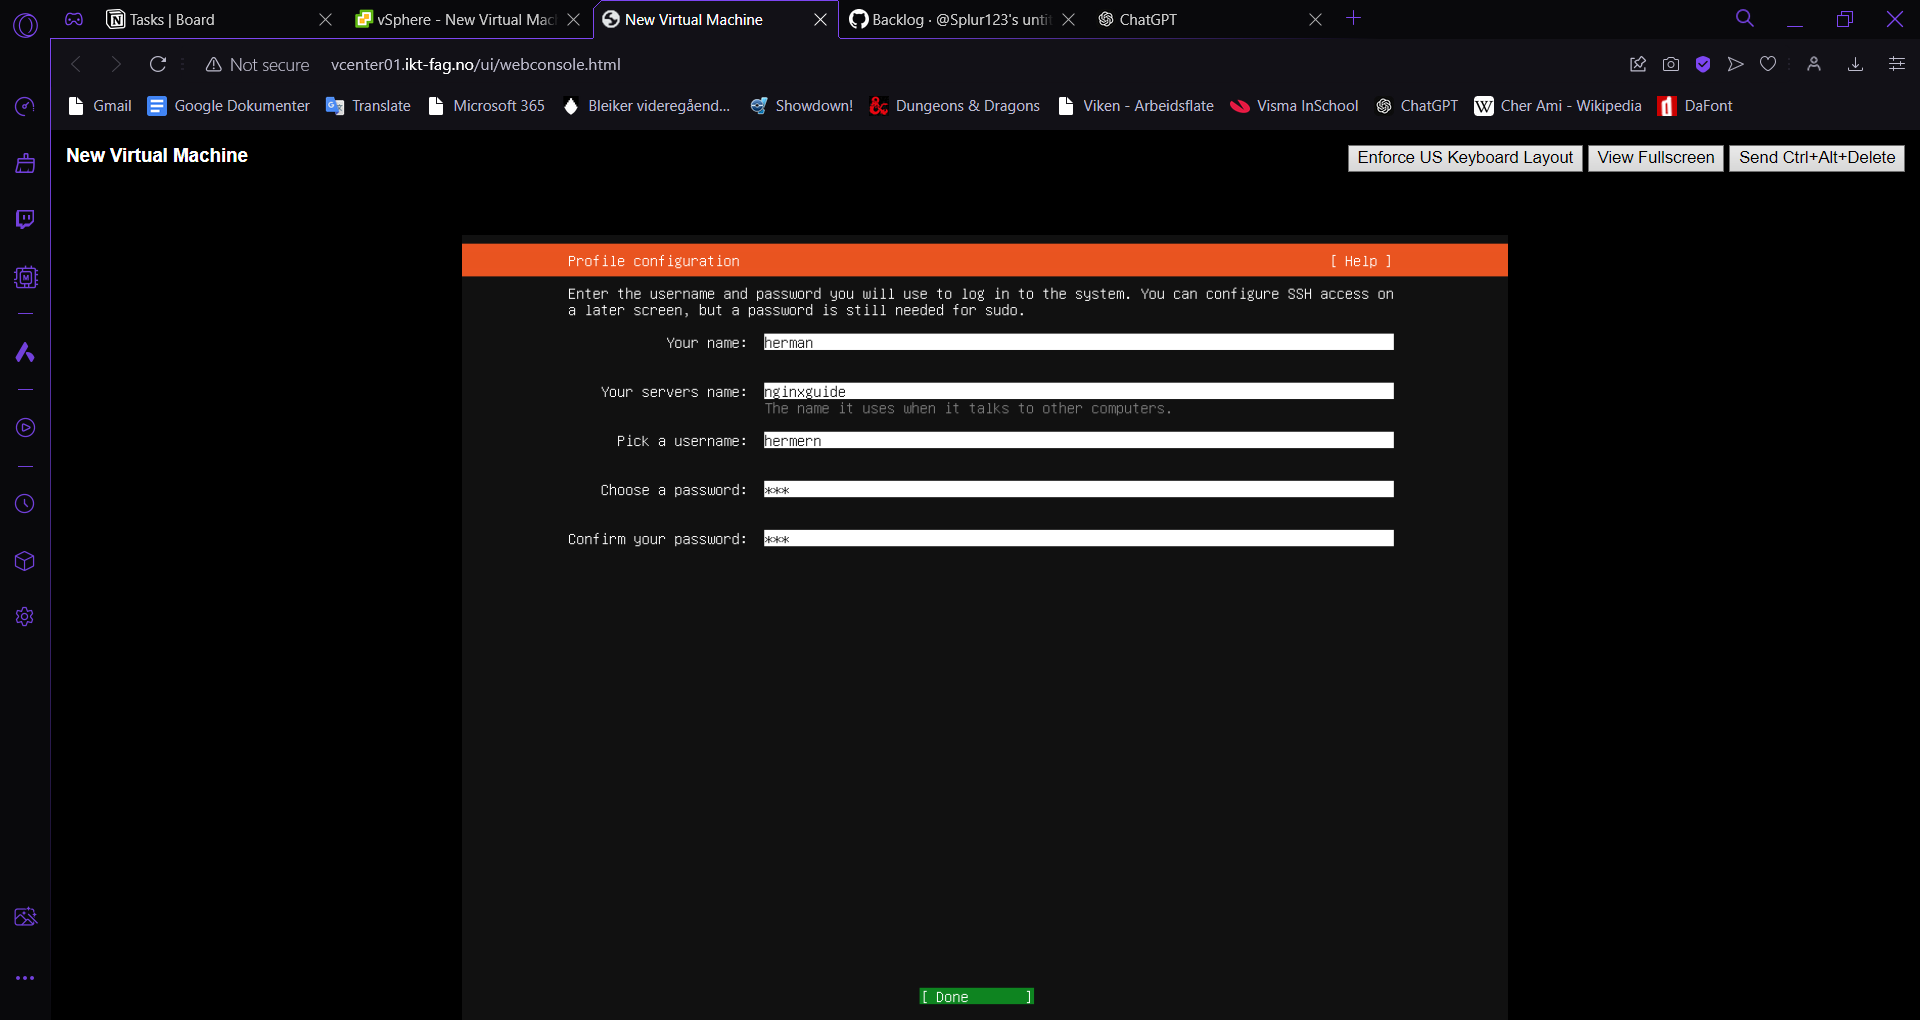 Tasks | Board
vSphere - New Virtual Mac
New Virtual Machine
Backlog · @Splur123's unti
ChatGPT
Not secure
vcenter01.ikt-fag.no/ui/webconsole.html
Gmail
Google Dokumenter
Translate
Microsoft 365
Bleiker videregåend...
Showdown!
Dungeons & Dragons
Viken - Arbeidsflate
Visma InSchool
ChatGPT
Cher Ami - Wikipedia
DaFont
New Virtual Machine
Enforce US Keyboard Layout
View Fullscreen
Send Ctrl+Alt+Delete
Profile configuration
[ Help ]
Enter the username and password you will use to log in to the system. You can configure SSH access on
a later screen, but a password is still needed for sudo.
Your name: herman
Your servers name: nginxguide
The name it uses when it talks to other computers.
Pick a username: hermern
Choose a password: ***
Confirm your password: ***
[ Done ]